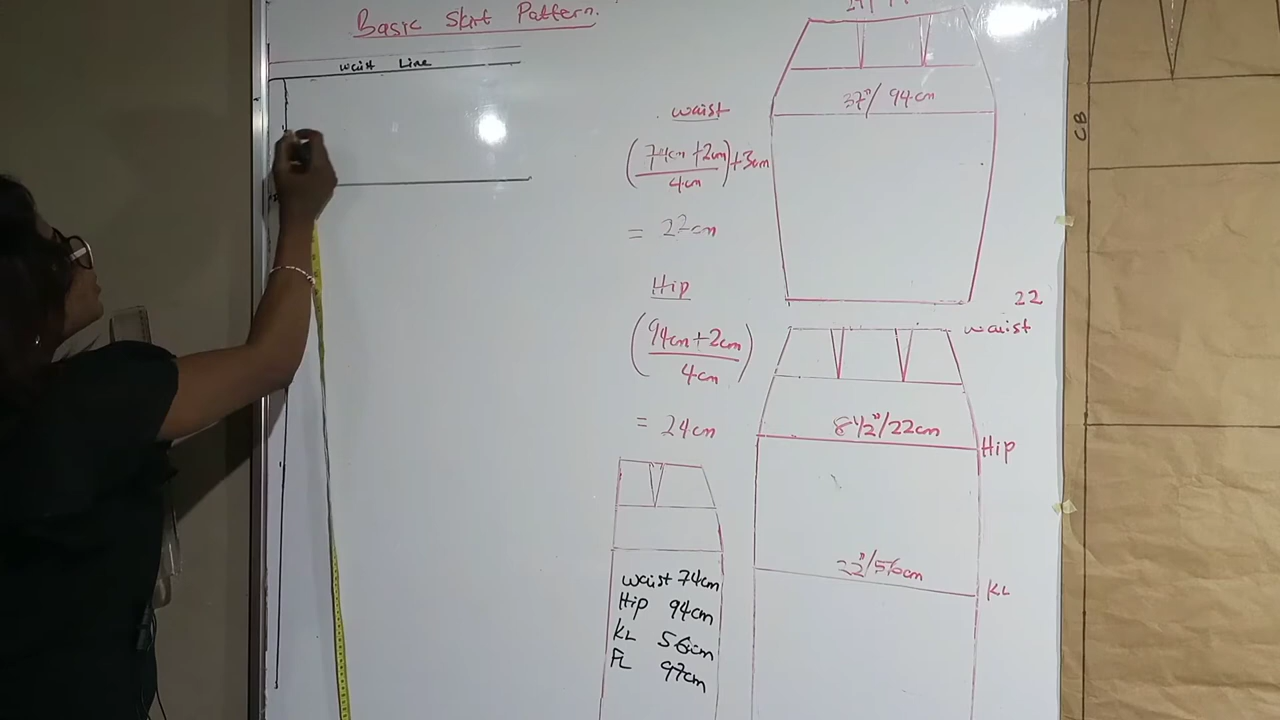 Basic Skirt Pattern.
waist Line
waist
(74cm + 2cm) + 3cm
4cm
= 22cm
Hip
(94cm + 2cm)
4cm
= 24cm
waist 74cm
Hip 94cm
KL 56cm
FL 97cm
37"/94cm
22
waist
8½"/22cm
Hip
22"/56cm
KL
CB